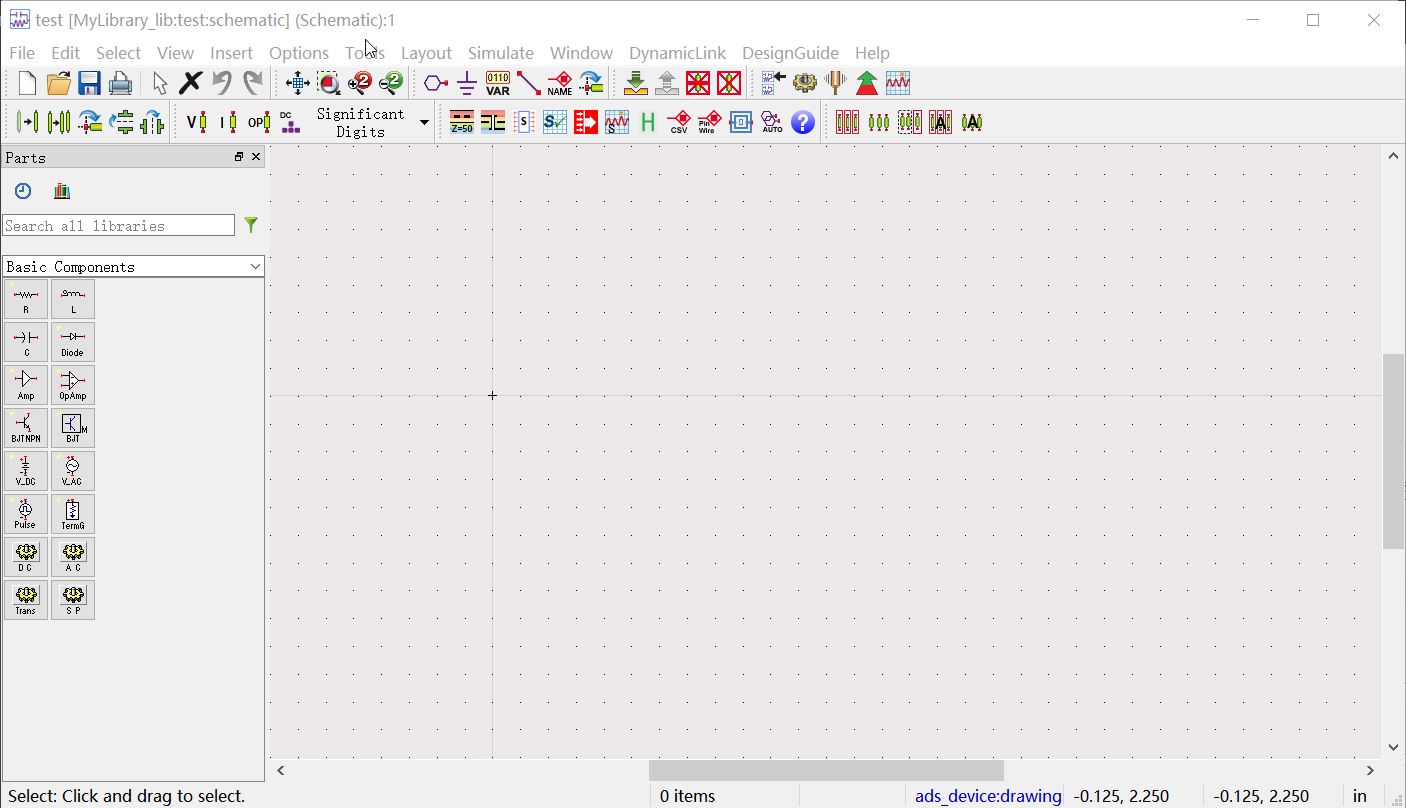 test [MyLibrary_lib:test:schematic] (Schematic):1
File Edit Select View Insert Options Tools Layout Simulate Window DynamicLink DesignGuide Help
0110
VAR
NAME
2 2
V I OP DC
Significant
Digits
Z=50
S
S
S
H
CSV
Pin
Wire
AUTO
?
A
A
Parts
Search all libraries
Basic Components
R L
C Diode
Amp OpAmp
BJTNPN BJT
M
V_DC V_AC
Pulse TermG
DC AC
Trans SP
Select: Click and drag to select. 0 items ads_device:drawing -0.125, 2.250 -0.125, 2.250 in